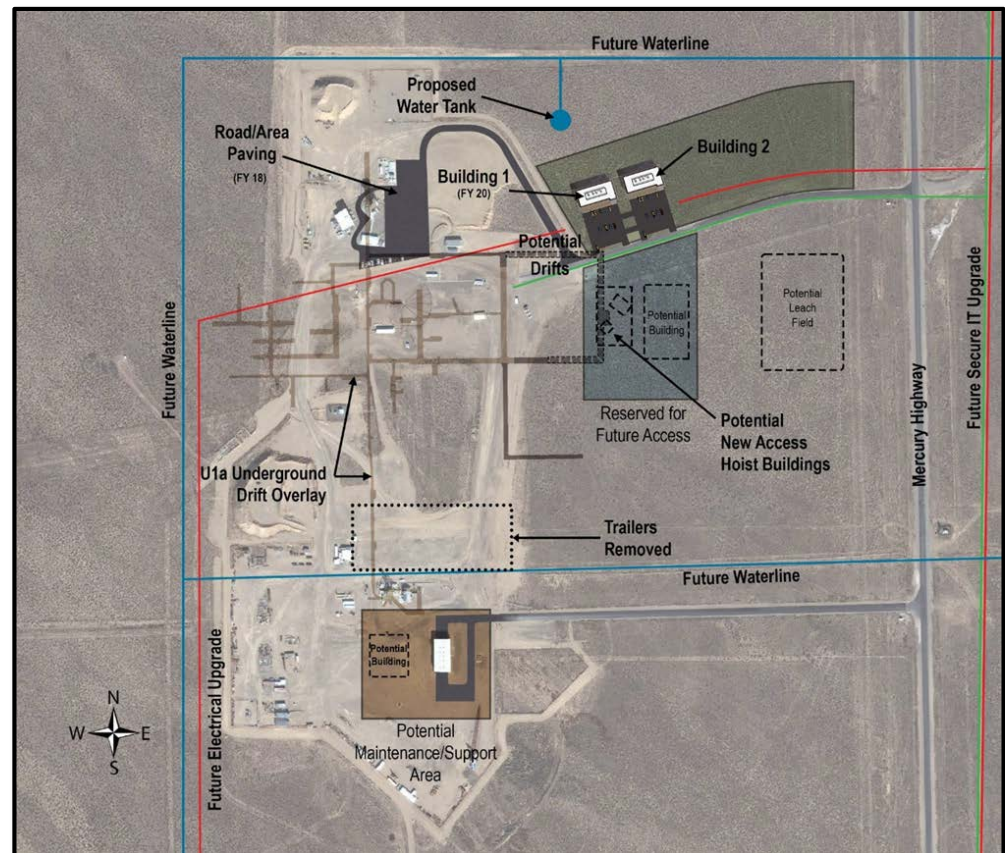 Future Waterline
Proposed
Water Tank
Road/Area
Paving
(FY 18)
Building 1
(FY 20)
Building 2
Potential
Drifts
Potential
Building
Potential
Leach
Field
Future Waterline
Reserved for
Future Access
Potential
New Access
Hoist Buildings
Mercury Highway
Future Secure IT Upgrade
U1a Underground
Drift Overlay
Trailers
Removed
Future Waterline
Potential
Building
Future Electrical Upgrade
Potential
Maintenance/Support
Area
N
W
E
S